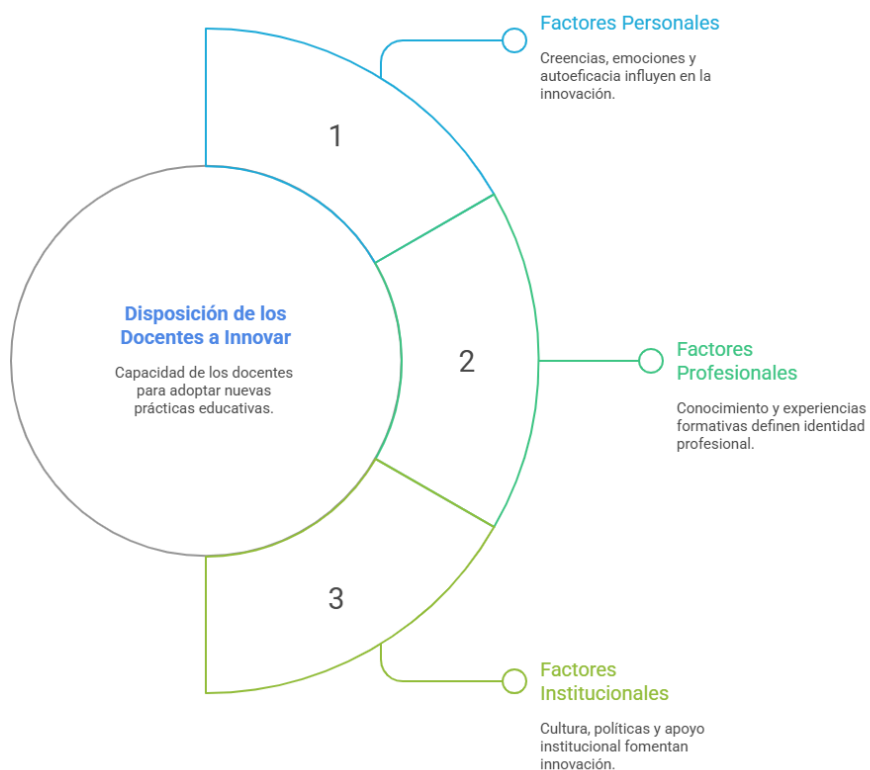 Factores Personales
Creencias, emociones y
autoeficacia influyen en la
innovación.
1
Disposición de los
Docentes a Innovar
Capacidad de los docentes
para adoptar nuevas
prácticas educativas.
2
Factores
Profesionales
Conocimiento y experiencias
formativas definen identidad
profesional.
3
Factores
Institucionales
Cultura, políticas y apoyo
institucional fomentan
innovación.